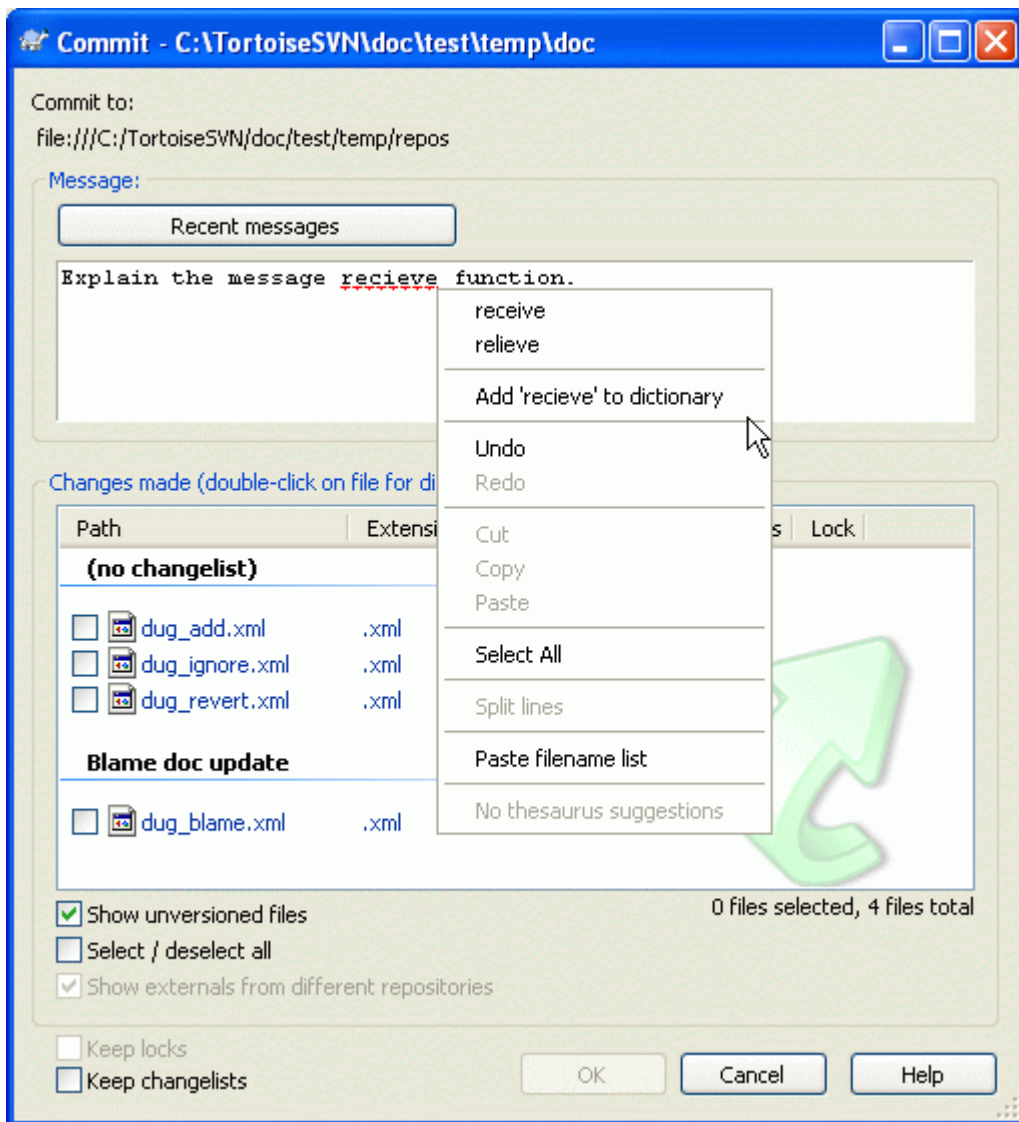 Commit - C:\TortoiseSVN\doc\test\temp\doc
Commit to:
file:///C:/TortoiseSVN/doc/test/temp/repos
Message:
Recent messages
Explain the message recieve function.
receive
relieve
Add 'recieve' to dictionary
Undo
Redo
Cut
Copy
Paste
Select All
Split lines
Paste filename list
No thesaurus suggestions
Changes made (double-click on file for di
Path Extensi s Lock
(no changelist)
dug_add.xml .xml
dug_ignore.xml .xml
dug_revert.xml .xml
Blame doc update
dug_blame.xml .xml
Show unversioned files 0 files selected, 4 files total
Select / deselect all
Show externals from different repositories
Keep locks
Keep changelists
OK Cancel Help